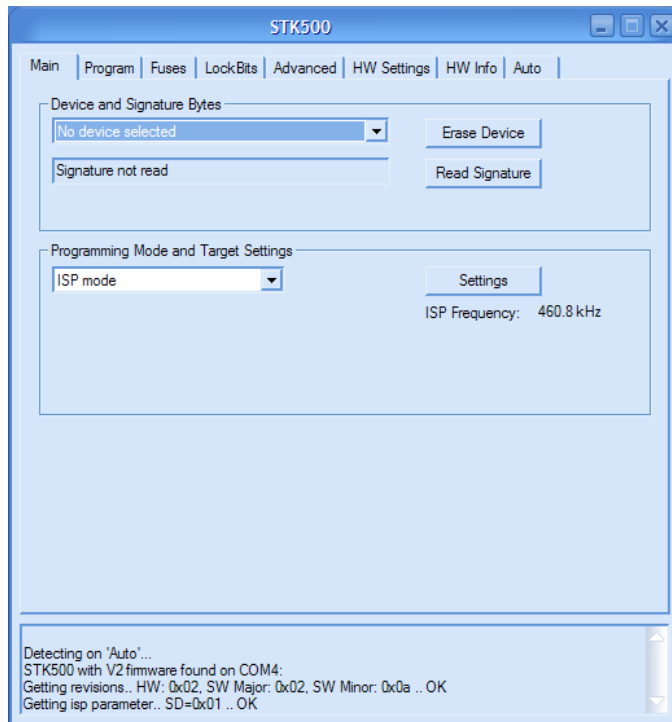 STK500
Main Program Fuses LockBits Advanced HW Settings HW Info Auto
Device and Signature Bytes
No device selected
Erase Device
Signature not read
Read Signature
Programming Mode and Target Settings
ISP mode
Settings
ISP Frequency: 460.8 kHz
Detecting on 'Auto'...
STK500 with V2 firmware found on COM4:
Getting revisions.. HW: 0x02, SW Major: 0x02, SW Minor: 0x0a .. OK
Getting isp parameter.. SD=0x01 .. OK